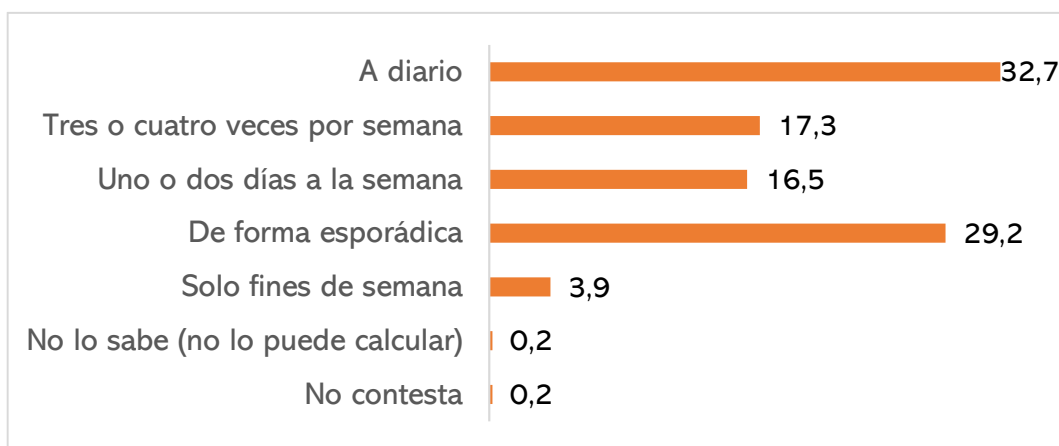 A diario 32,7
Tres o cuatro veces por semana 17,3
Uno o dos días a la semana 16,5
De forma esporádica 29,2
Solo fines de semana 3,9
No lo sabe (no lo puede calcular) 0,2
No contesta 0,2